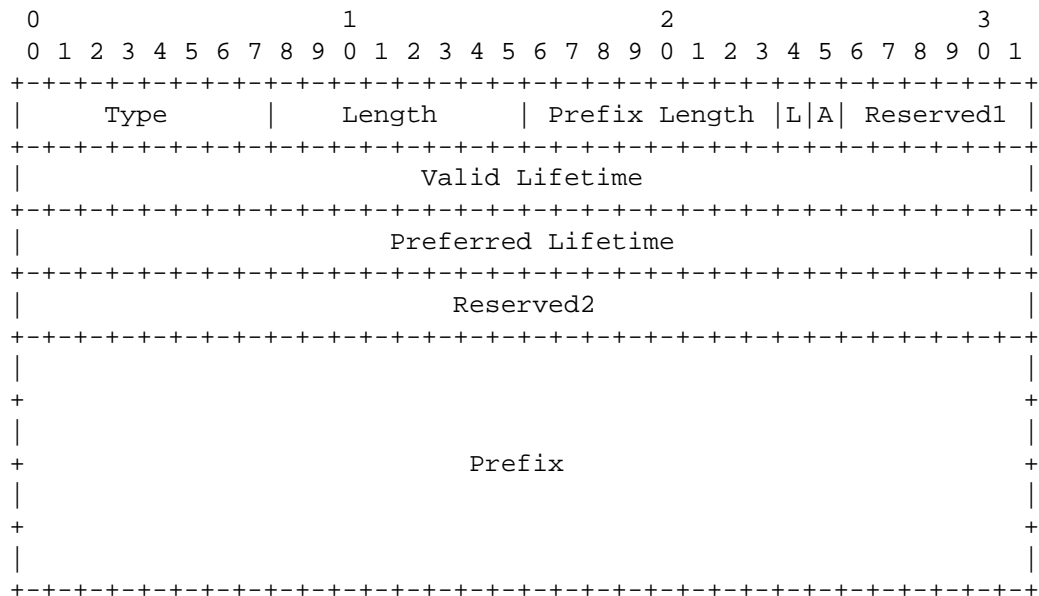 0                   1                   2                   3
 0 1 2 3 4 5 6 7 8 9 0 1 2 3 4 5 6 7 8 9 0 1 2 3 4 5 6 7 8 9 0 1
+-+-+-+-+-+-+-+-+-+-+-+-+-+-+-+-+-+-+-+-+-+-+-+-+-+-+-+-+-+-+-+-+
|     Type      |    Length     | Prefix Length |L|A| Reserved1 |
+-+-+-+-+-+-+-+-+-+-+-+-+-+-+-+-+-+-+-+-+-+-+-+-+-+-+-+-+-+-+-+-+
|                         Valid Lifetime                        |
+-+-+-+-+-+-+-+-+-+-+-+-+-+-+-+-+-+-+-+-+-+-+-+-+-+-+-+-+-+-+-+-+
|                       Preferred Lifetime                      |
+-+-+-+-+-+-+-+-+-+-+-+-+-+-+-+-+-+-+-+-+-+-+-+-+-+-+-+-+-+-+-+-+
|                           Reserved2                           |
+-+-+-+-+-+-+-+-+-+-+-+-+-+-+-+-+-+-+-+-+-+-+-+-+-+-+-+-+-+-+-+-+
|                                                               |
+                                                               +
|                                                               |
+                            Prefix                             +
|                                                               |
+                                                               +
|                                                               |
+-+-+-+-+-+-+-+-+-+-+-+-+-+-+-+-+-+-+-+-+-+-+-+-+-+-+-+-+-+-+-+-+